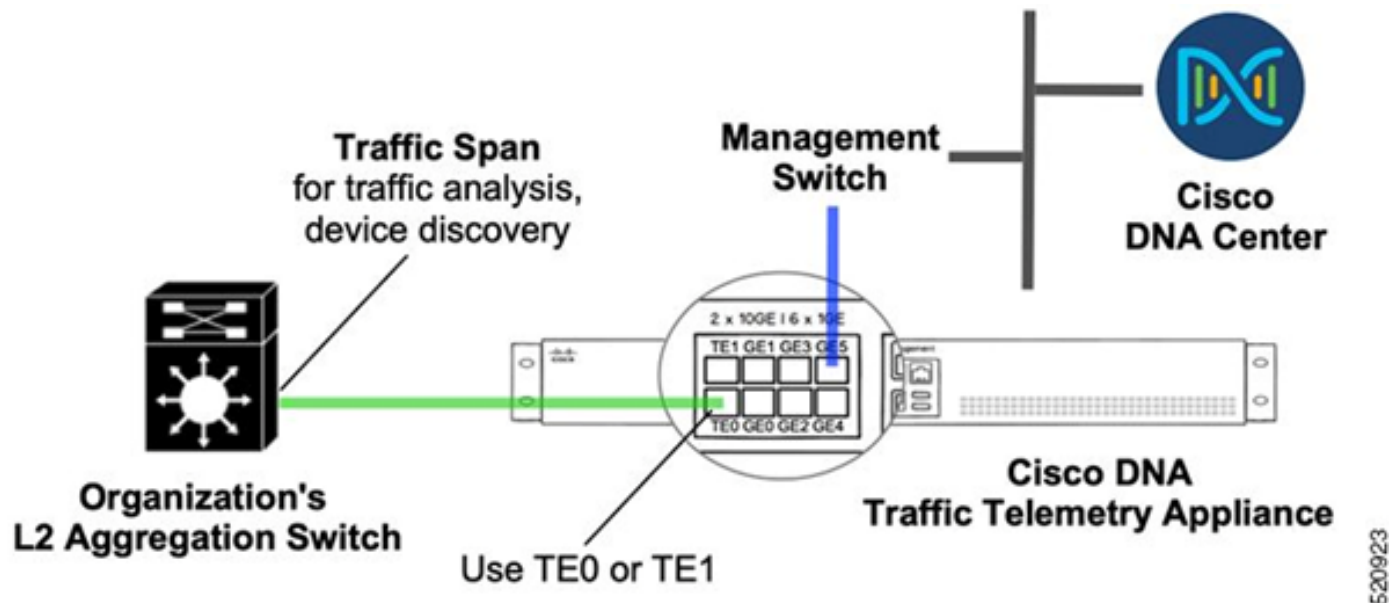 Traffic Span
for traffic analysis,
device discovery
Management
Switch
Cisco
DNA Center
2 x 10GE | 6 x 1GE
TE1 GE1 GE3 GE5
TE0 GE0 GE2 GE4
CISCO
Organization's
L2 Aggregation Switch
Use TE0 or TE1
Cisco DNA
Traffic Telemetry Appliance
520923